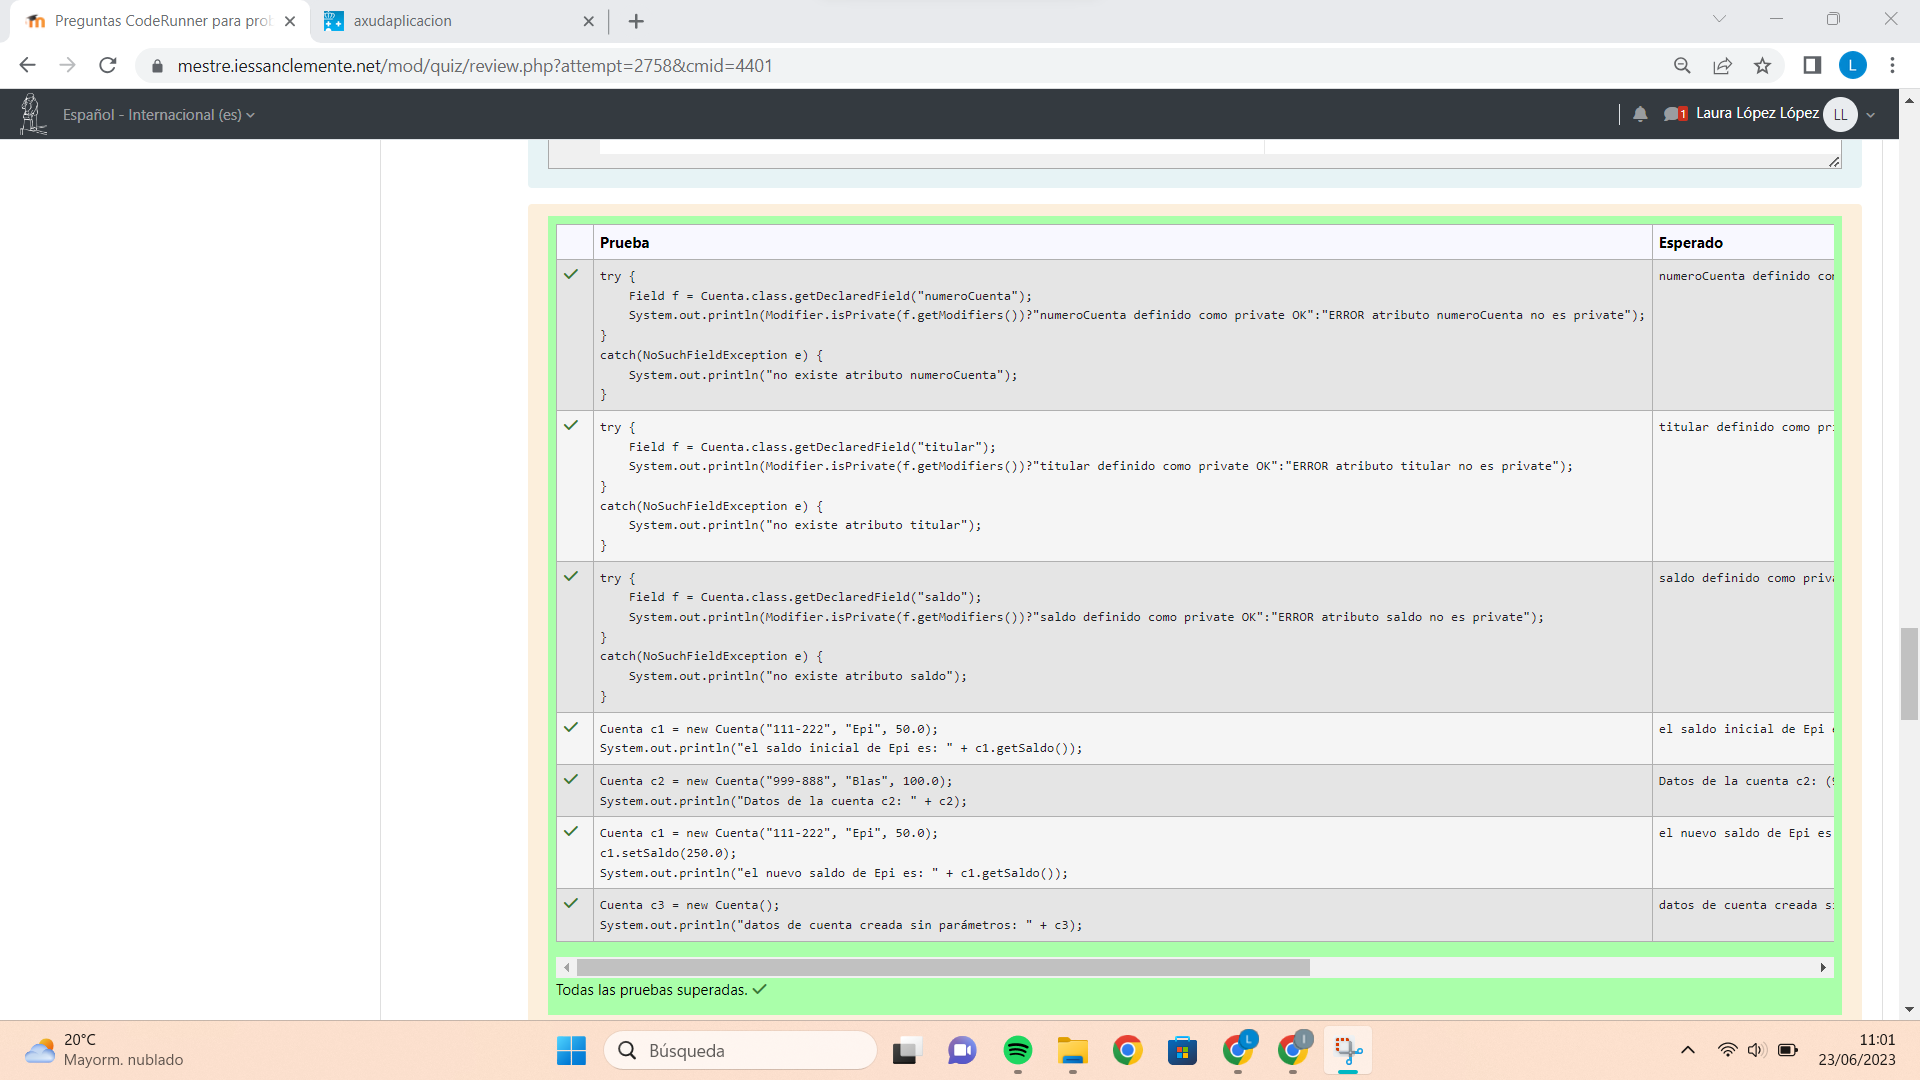 Preguntas CodeRunner para prob
axudaplicacion
mestre.iessanclemente.net/mod/quiz/review.php?attempt=2758&cmid=4401
L
Español - Internacional (es)
1
Laura López López
LL
Prueba
Esperado
try {
numeroCuenta definido com
Field f = Cuenta.class.getDeclaredField("numeroCuenta");
System.out.println(Modifier.isPrivate(f.getModifiers())?"numeroCuenta definido como private OK":"ERROR atributo numeroCuenta no es private");
}
catch(NoSuchFieldException e) {
System.out.println("no existe atributo numeroCuenta");
}
try {
titular definido como pri
Field f = Cuenta.class.getDeclaredField("titular");
System.out.println(Modifier.isPrivate(f.getModifiers())?"titular definido como private OK":"ERROR atributo titular no es private");
}
catch(NoSuchFieldException e) {
System.out.println("no existe atributo titular");
}
try {
saldo definido como priva
Field f = Cuenta.class.getDeclaredField("saldo");
System.out.println(Modifier.isPrivate(f.getModifiers())?"saldo definido como private OK":"ERROR atributo saldo no es private");
}
catch(NoSuchFieldException e) {
System.out.println("no existe atributo saldo");
}
Cuenta c1 = new Cuenta("111-222", "Epi", 50.0);
el saldo inicial de Epi
System.out.println("el saldo inicial de Epi es: " + c1.getSaldo());
Cuenta c2 = new Cuenta("999-888", "Blas", 100.0);
Datos de la cuenta c2: (9
System.out.println("Datos de la cuenta c2: " + c2);
Cuenta c1 = new Cuenta("111-222", "Epi", 50.0);
el nuevo saldo de Epi es
c1.setSaldo(250.0);
System.out.println("el nuevo saldo de Epi es: " + c1.getSaldo());
Cuenta c3 = new Cuenta();
datos de cuenta creada si
System.out.println("datos de cuenta creada sin parámetros: " + c3);
Todas las pruebas superadas.
20°C
Mayorm. nublado
Búsqueda
L
I
11:01
23/06/2023